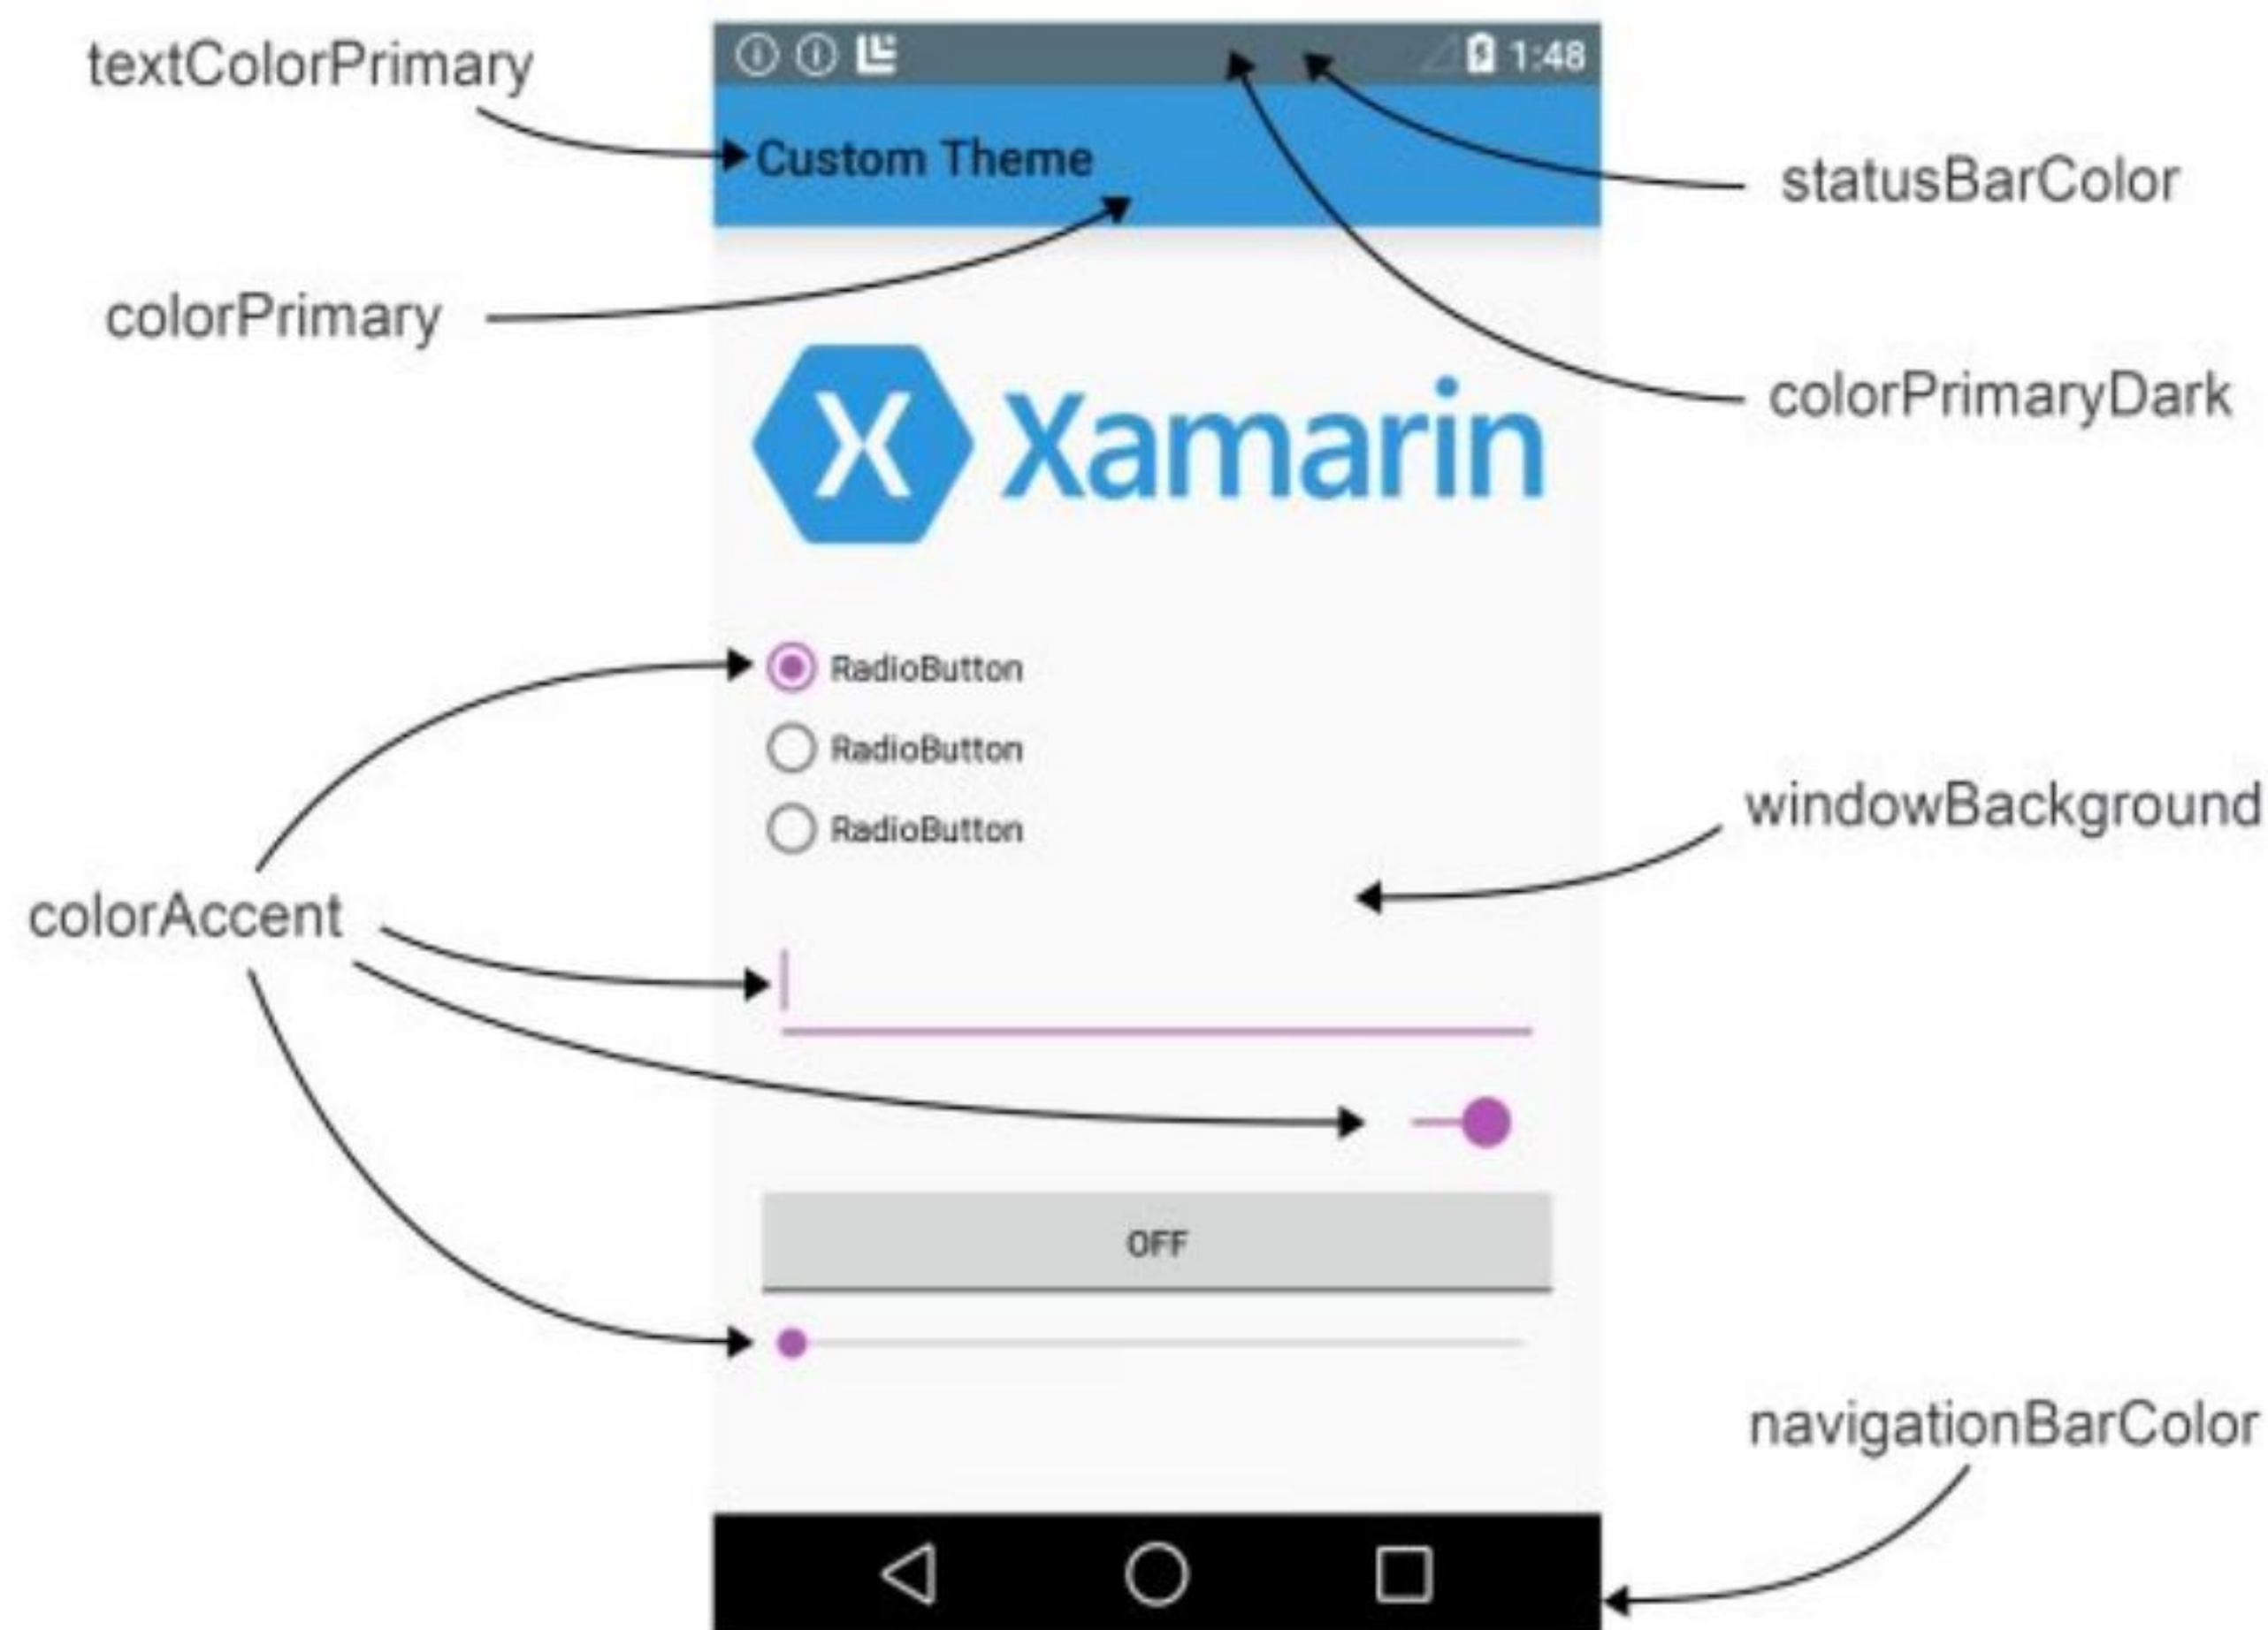 textColorPrimary
1:48
Custom Theme
statusBarColor
colorPrimary
colorPrimaryDark
X Xamarin
RadioButton
RadioButton
RadioButton
windowBackground
colorAccent
OFF
navigationBarColor